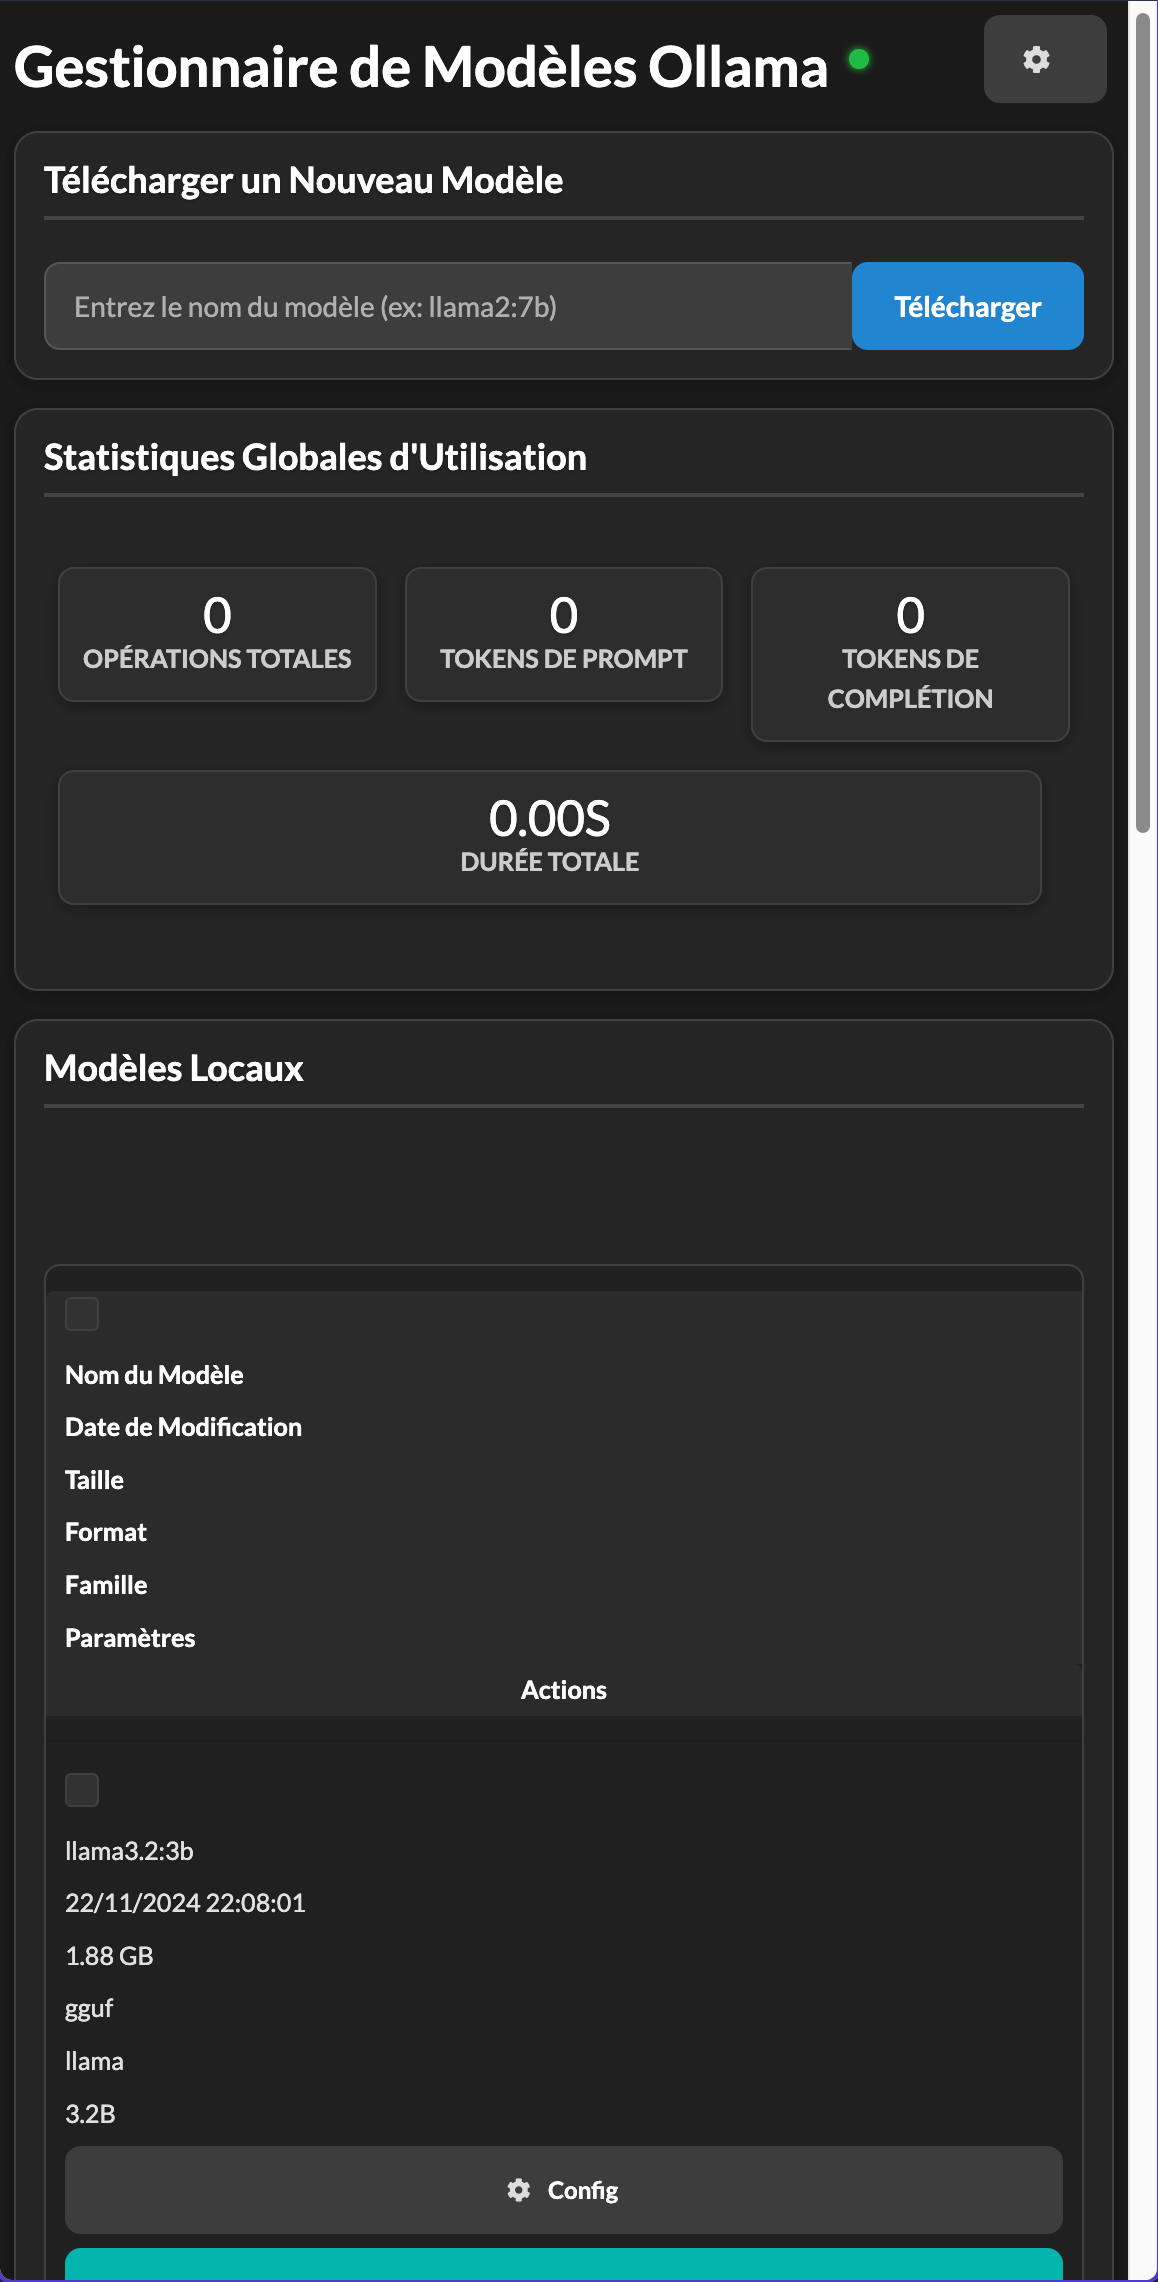 Gestionnaire de Modèles Ollama
Télécharger un Nouveau Modèle
Entrez le nom du modèle (ex: llama2:7b)
Télécharger
Statistiques Globales d'Utilisation
0
OPÉRATIONS TOTALES
0
TOKENS DE PROMPT
0
TOKENS DE
COMPLÉTION
0.00S
DURÉE TOTALE
Modèles Locaux
Nom du Modèle
Date de Modification
Taille
Format
Famille
Paramètres
Actions
llama3.2:3b
22/11/2024 22:08:01
1.88 GB
gguf
llama
3.2B
Config